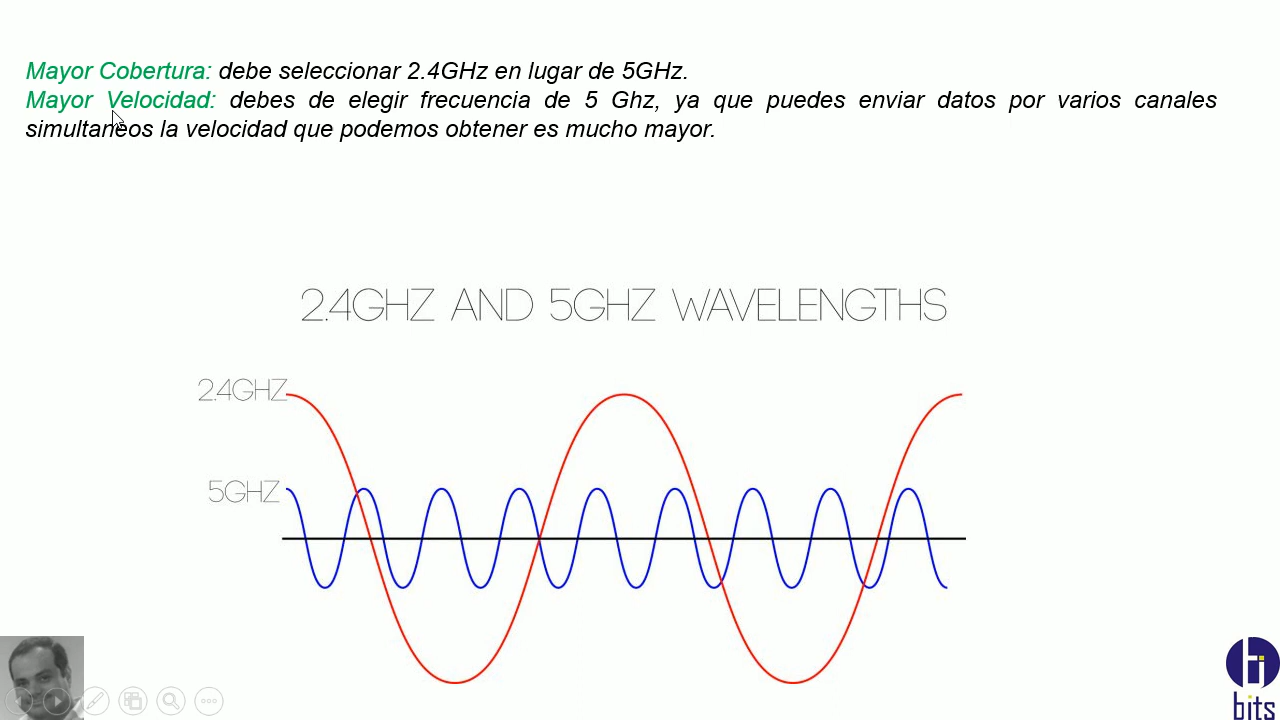 Mayor Cobertura: debe seleccionar 2.4GHz en lugar de 5GHz.
Mayor Velocidad: debes de elegir frecuencia de 5 Ghz, ya que puedes enviar datos por varios canales
simultaneos la velocidad que podemos obtener es mucho mayor.
2.4GHZ AND 5GHZ WAVELENGTHS
2.4GHZ
5GHZ
bits